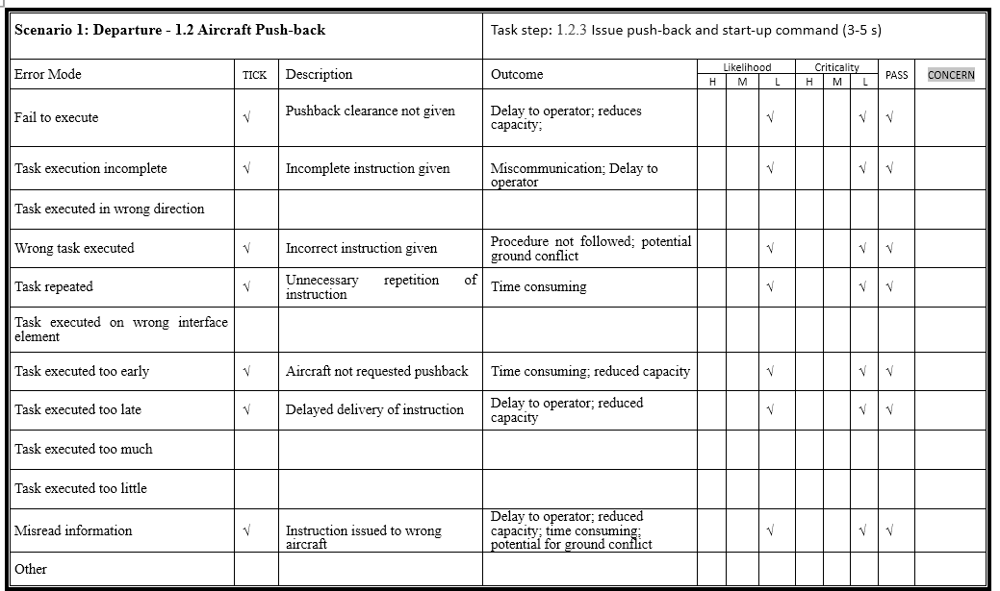 Scenario 1: Departure - 1.2 Aircraft Push-back
Task step: 1.2.3 Issue push-back and start-up command (3-5 s)
Error Mode TICK Description Outcome Likelihood Criticality PASS CONCERN
H M L H M L
Fail to execute √ Pushback clearance not given Delay to operator; reduces
capacity; √ √ √
Task execution incomplete √ Incomplete instruction given Miscommunication; Delay to
operator √ √ √
Task executed in wrong direction
Wrong task executed √ Incorrect instruction given Procedure not followed; potential
ground conflict √ √ √
Task repeated √ Unnecessary repetition of
instruction Time consuming √ √ √
Task executed on wrong interface
element
Task executed too early √ Aircraft not requested pushback Time consuming; reduced capacity √ √ √
Task executed too late √ Delayed delivery of instruction Delay to operator; reduced
capacity √ √ √
Task executed too much
Task executed too little
Misread information √ Instruction issued to wrong
aircraft Delay to operator; reduced
capacity; time consuming;
potential for ground conflict √ √ √
Other